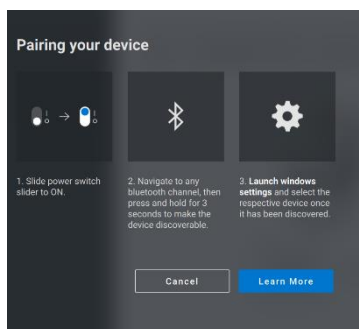 Pairing your device
1. Slide power switch
slider to ON.
2. Navigate to any
bluetooth channel, then
press and hold for 3
seconds to make the
device discoverable.
3. Launch windows
settings and select the
respective device once
it has been discovered.
Cancel
Learn More